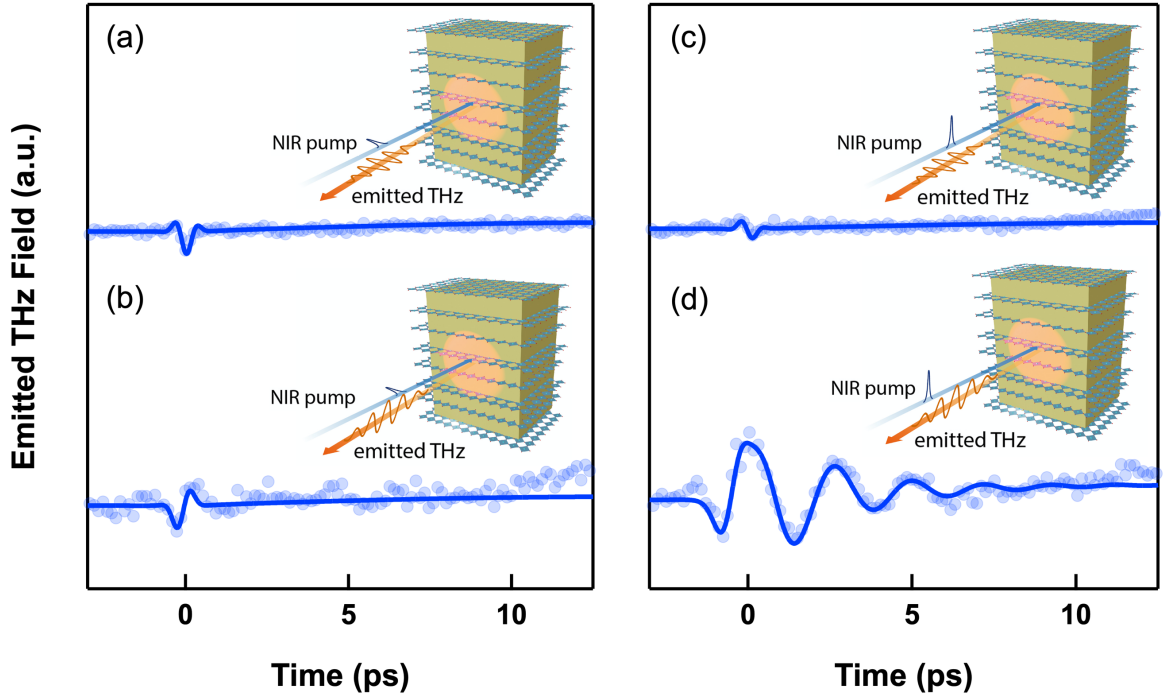 Emitted THz Field (a.u.)
(a)
NIR pump
emitted THz
(b)
NIR pump
emitted THz
0 5 10
Time (ps)
(c)
NIR pump
emitted THz
(d)
NIR pump
emitted THz
0 5 10
Time (ps)